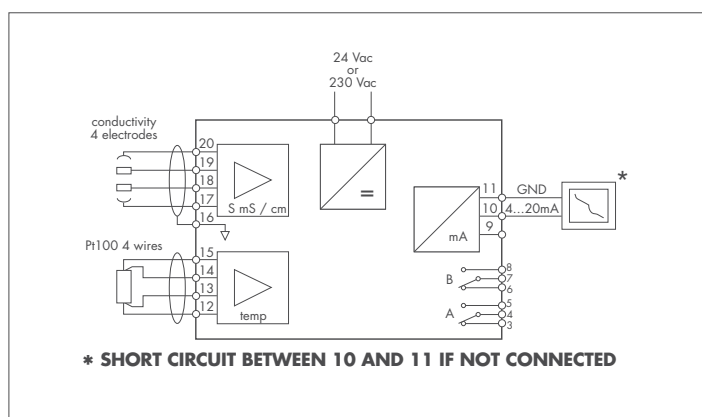 24 Vac
or
230 Vac
conductivity
4 electrodes
20
19
18
17
16
S mS / cm
=
11
GND
*
10
4...20mA
9
mA
Pt100 4 wires
15
14
13
12
temp
8
B
7
6
5
A
4
3
* SHORT CIRCUIT BETWEEN 10 AND 11 IF NOT CONNECTED